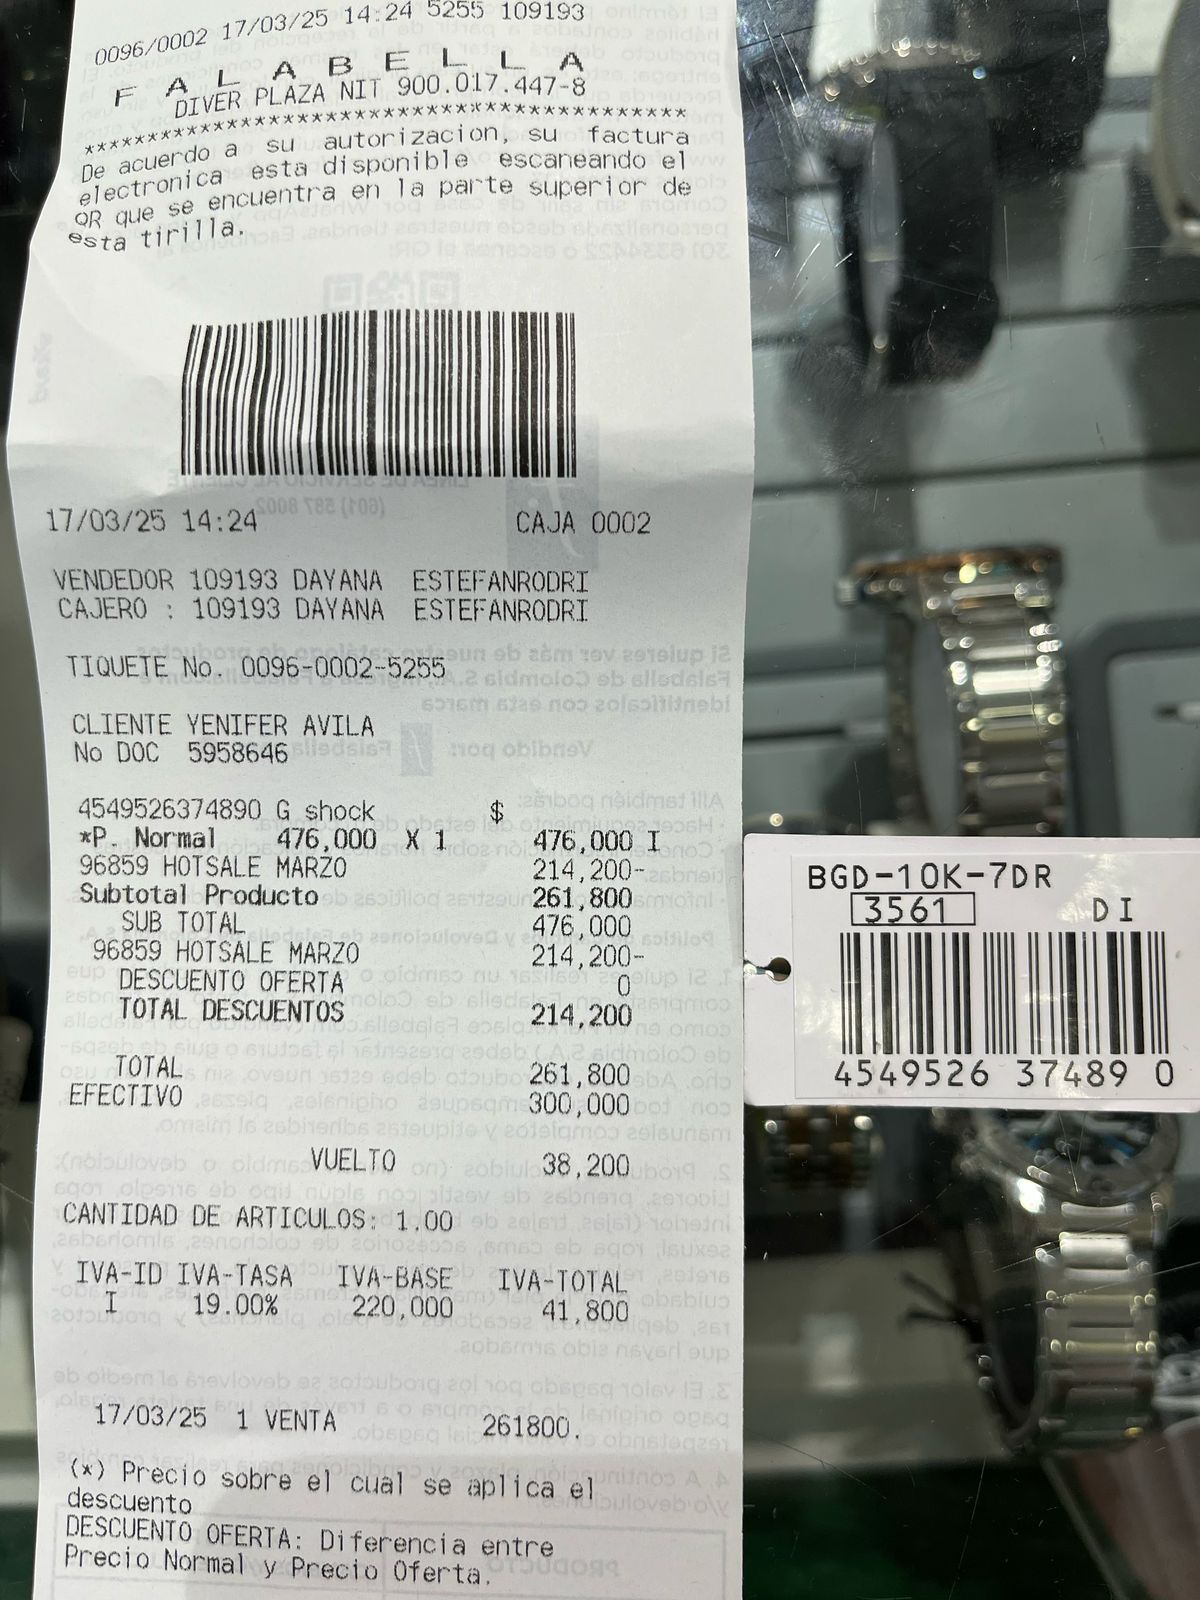 0096/0002 17/03/25 14:24 5255 109193
F A L A B E L L A
DIVER PLAZA NIT 900.017.447-8
******************************************
De acuerdo a su autorizacion, su factura
electronica esta disponible escaneando el
QR que se encuentra en la parte superior de
esta tirilla.
17/03/25 14:24 CAJA 0002
VENDEDOR 109193 DAYANA ESTEFANRODRI
CAJERO : 109193 DAYANA ESTEFANRODRI
TIQUETE No. 0096-0002-5255
CLIENTE YENIFER AVILA
No DOC 5958646
4549526374890 G shock $
*P. Normal 476,000 X 1 476,000 I
96859 HOTSALE MARZO 214,200-
Subtotal Producto 261,800
SUB TOTAL 476,000
96859 HOTSALE MARZO 214,200-
DESCUENTO OFERTA 0
TOTAL DESCUENTOS 214,200
TOTAL 261,800
EFECTIVO 300,000
VUELTO 38,200
CANTIDAD DE ARTICULOS: 1.00
IVA-ID IVA-TASA IVA-BASE IVA-TOTAL
I 19.00% 220,000 41,800
17/03/25 1 VENTA 261800.
(*) Precio sobre el cual se aplica el
descuento
DESCUENTO OFERTA: Diferencia entre
Precio Normal y Precio Oferta.
BGD-10K-7DR
3561 DI
4549526 37489 0